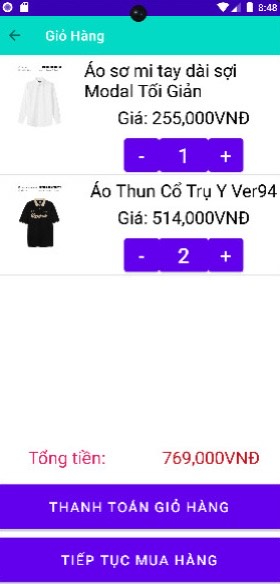 8:48
Giỏ Hàng
Áo sơ mi tay dài sợi
Modal Tối Giản
Giá: 255,000VNĐ
- 1 +
Áo Thun Cổ Trụ Y Ver94
Giá: 514,000VNĐ
- 2 +
Tổng tiền: 769,000VNĐ
THANH TOÁN GIỎ HÀNG
TIẾP TỤC MUA HÀNG